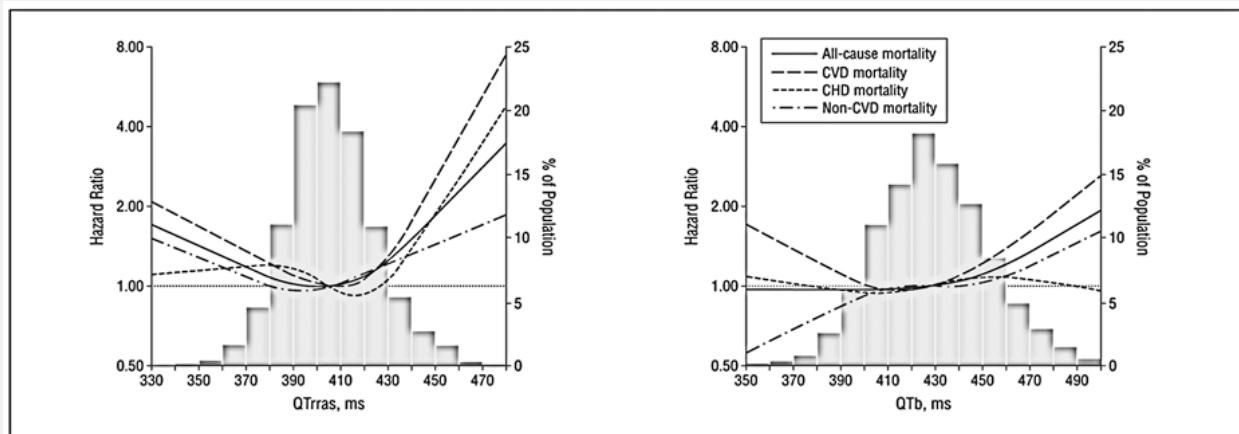 8.00
4.00
2.00
1.00
0.50
Hazard Ratio
25
20
15
10
5
0
% of Population
330 350 370 390 410 430 450 470
QTrras, ms
All-cause mortality
CVD mortality
CHD mortality
Non-CVD mortality
8.00
4.00
2.00
1.00
0.50
Hazard Ratio
25
20
15
10
5
0
% of Population
350 370 390 410 430 450 470 490
QTb, ms